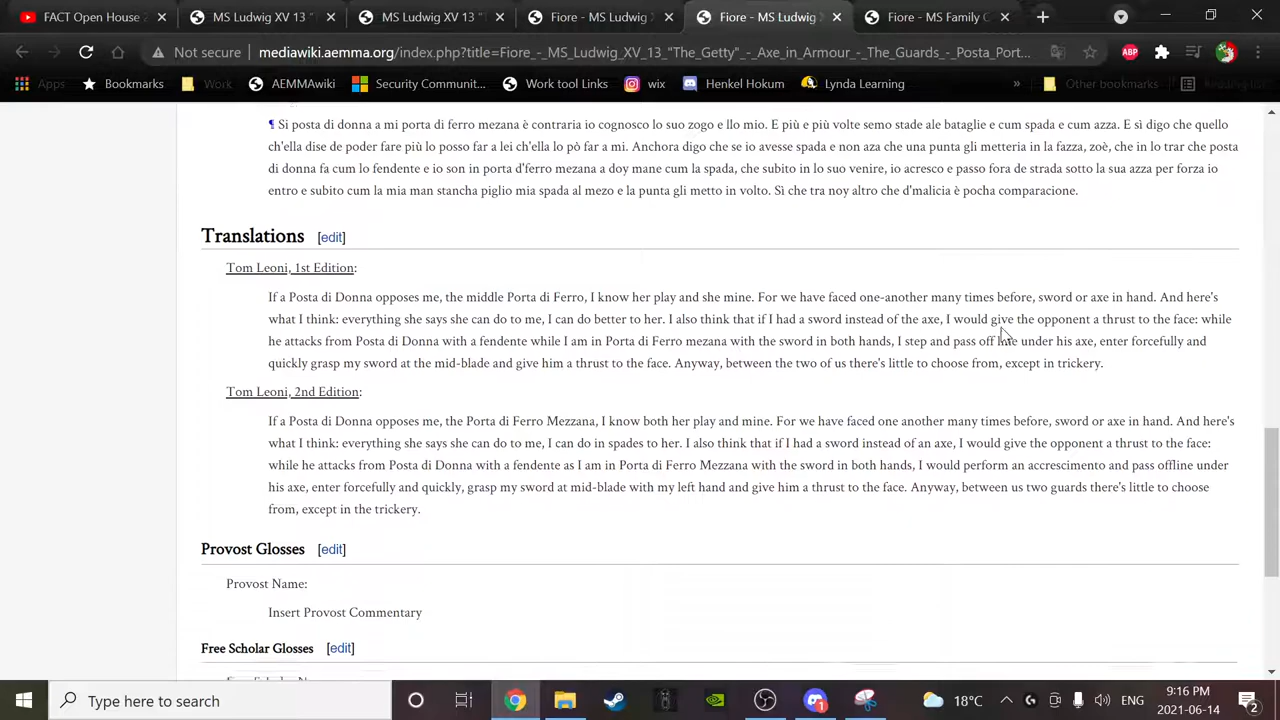 FACT Open House 2
MS Ludwig XV 13 "
MS Ludwig XV 13 "
Fiore - MS Ludwig
Fiore - MS Ludwig
Fiore - MS Family
Not secure
mediawiki.aemma.org/index.php?title=Fiore_-_MS_Ludwig_XV_13_"The_Getty"_-_Axe_in_Armour_-_The_Guards_-_Posta_Port...
ABP
Apps
Bookmarks
Work
AEMMAwiki
Security Community...
Work tool Links
wix
Henkel Hokum
Lynda Learning
»
Other bookmarks
Reading list
¶ Si posta di donna a mi porta di ferro mezana è contraria io cognosco lo suo zogo e llo mio. E più e più volte semo stade ale bataglie e cum spada e cum azza. E sì digo che quello
ch'ella dise de poder fare più lo posso far a lei ch'ella lo pò far a mi. Anchora digo che se io avesse spada e non aza che una punta gli metteria in la fazza, zoè, che in lo trar che posta
di donna fa cum lo fendente e io son in porta d'ferro mezana a doy mane cum la spada, che subito in lo suo venire, io acresco e passo fora de strada sotto la sua azza per forza io
entro e subito cum la mia man stancha piglio mia spada al mezo e la punta gli metto in volto. Sì che tra noy altro che d'malicia è pocha comparacione.
Translations [edit]
Tom Leoni, 1st Edition:
If a Posta di Donna opposes me, the middle Porta di Ferro, I know her play and she mine. For we have faced one-another many times before, sword or axe in hand. And here's
what I think: everything she says she can do to me, I can do better to her. I also think that if I had a sword instead of the axe, I would give the opponent a thrust to the face: while
he attacks from Posta di Donna with a fendente while I am in Porta di Ferro mezana with the sword in both hands, I step and pass off line under his axe, enter forcefully and
quickly grasp my sword at the mid-blade and give him a thrust to the face. Anyway, between the two of us there's little to choose from, except in trickery.
Tom Leoni, 2nd Edition:
If a Posta di Donna opposes me, the Porta di Ferro Mezzana, I know both her play and mine. For we have faced one another many times before, sword or axe in hand. And here's
what I think: everything she says she can do to me, I can do in spades to her. I also think that if I had a sword instead of an axe, I would give the opponent a thrust to the face:
while he attacks from Posta di Donna with a fendente as I am in Porta di Ferro Mezzana with the sword in both hands, I would perform an accrescimento and pass offline under
his axe, enter forcefully and quickly, grasp my sword at mid-blade with my left hand and give him a thrust to the face. Anyway, between us two guards there's little to choose
from, except in the trickery.
Provost Glosses [edit]
Provost Name:
Insert Provost Commentary
Free Scholar Glosses [edit]
Type here to search
1
18°C
ENG
9:16 PM
2021-06-14
2